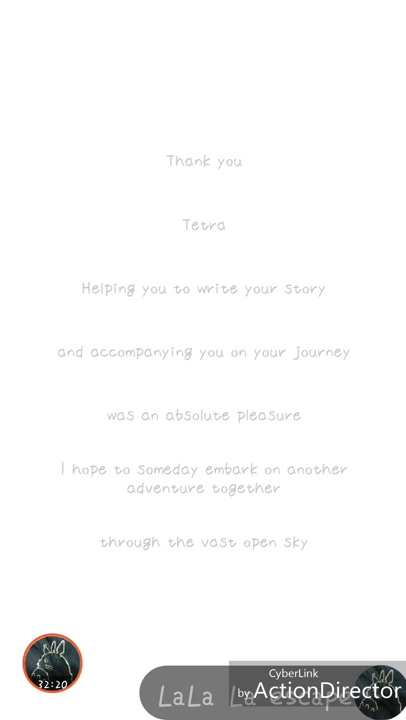 Thank you
Tetra
Helping you to write your story
and accompanying you on your journey
was an absolute pleasure
I hope to someday embark on another
adventure together
through the vast open sky
32:20
CyberLink
by ActionDirector
LaLa La escape